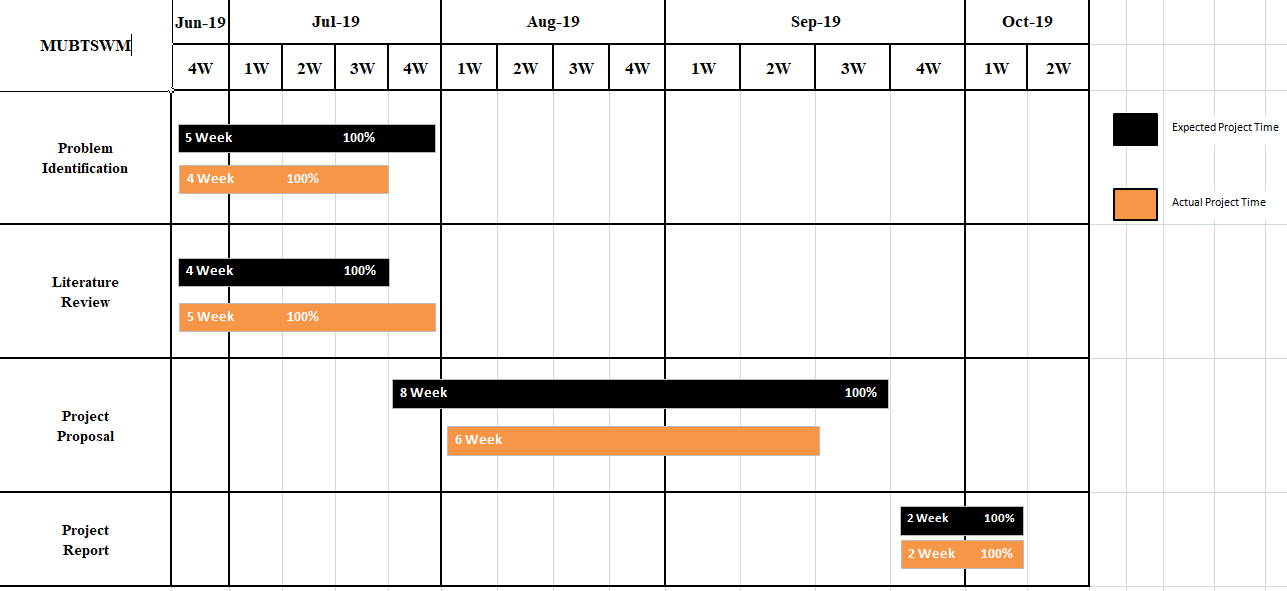 MUBTSWM
Jun-19 Jul-19 Aug-19 Sep-19 Oct-19
4W 1W 2W 3W 4W 1W 2W 3W 4W 1W 2W 3W 4W 1W 2W
Problem
Identification
5 Week 100%
4 Week 100%
Expected Project Time
Actual Project Time
Literature
Review
4 Week 100%
5 Week 100%
Project
Proposal
8 Week 100%
6 Week
Project
Report
2 Week 100%
2 Week 100%